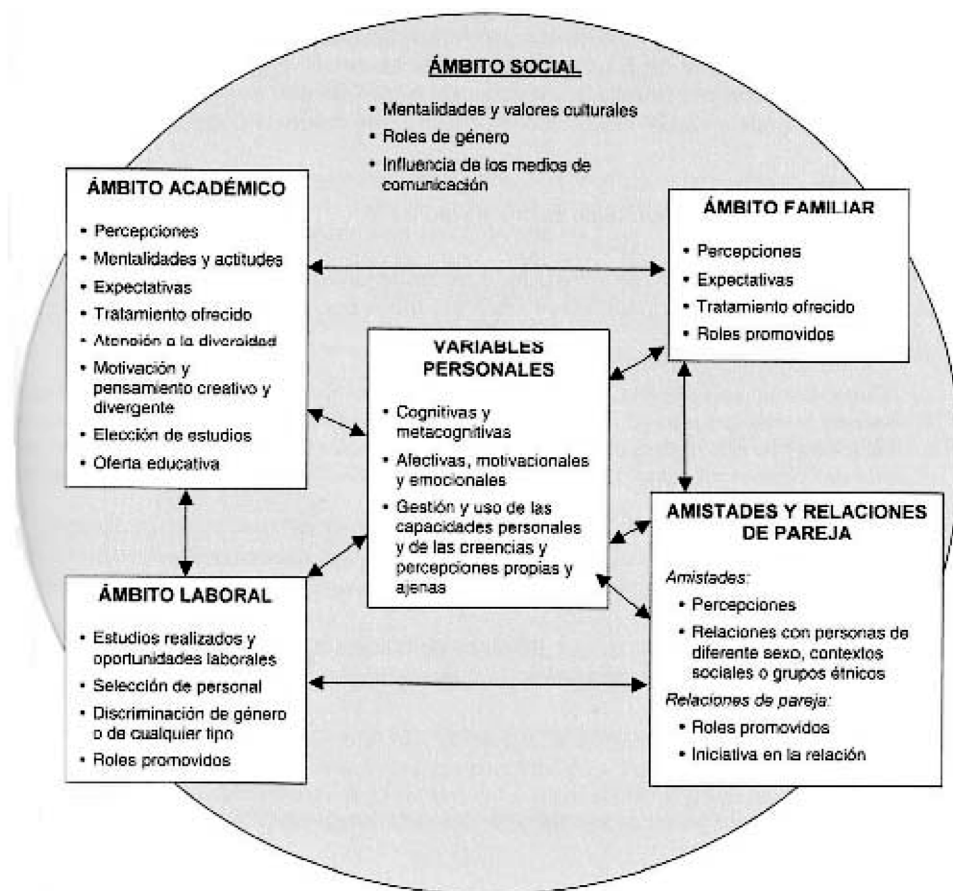 ÁMBITO SOCIAL
• Mentalidades y valores culturales
• Roles de género
• Influencia de los medios de
comunicación
ÁMBITO ACADÉMICO
• Percepciones
• Mentalidades y actitudes
• Expectativas
• Tratamiento ofrecido
• Atención a la diversidad
• Motivación y
pensamiento creativo y
divergente
• Elección de estudios
• Oferta educativa
ÁMBITO FAMILIAR
• Percepciones
• Expectativas
• Tratamiento ofrecido
• Roles promovidos
VARIABLES
PERSONALES
• Cognitivas y
metacognitivas
• Afectivas, motivacionales
y emocionales
• Gestión y uso de las
capacidades personales
y de las creencias y
percepciones propias y
ajenas
ÁMBITO LABORAL
• Estudios realizados y
oportunidades laborales
• Selección de personal
• Discriminación de género
o de cualquier tipo
• Roles promovidos
AMISTADES Y RELACIONES
DE PAREJA
Amistades:
• Percepciones
• Relaciones con personas de
diferente sexo, contextos
sociales o grupos étnicos
Relaciones de pareja:
• Roles promovidos
• Iniciativa en la relación